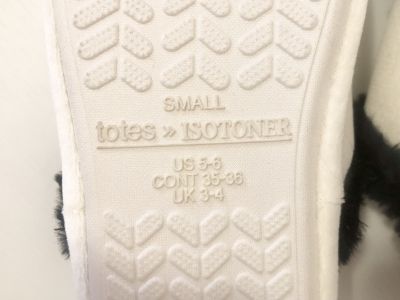 SMALL
totes » ISOTONER
US 5-6
CONT 35-36
UK 3-4